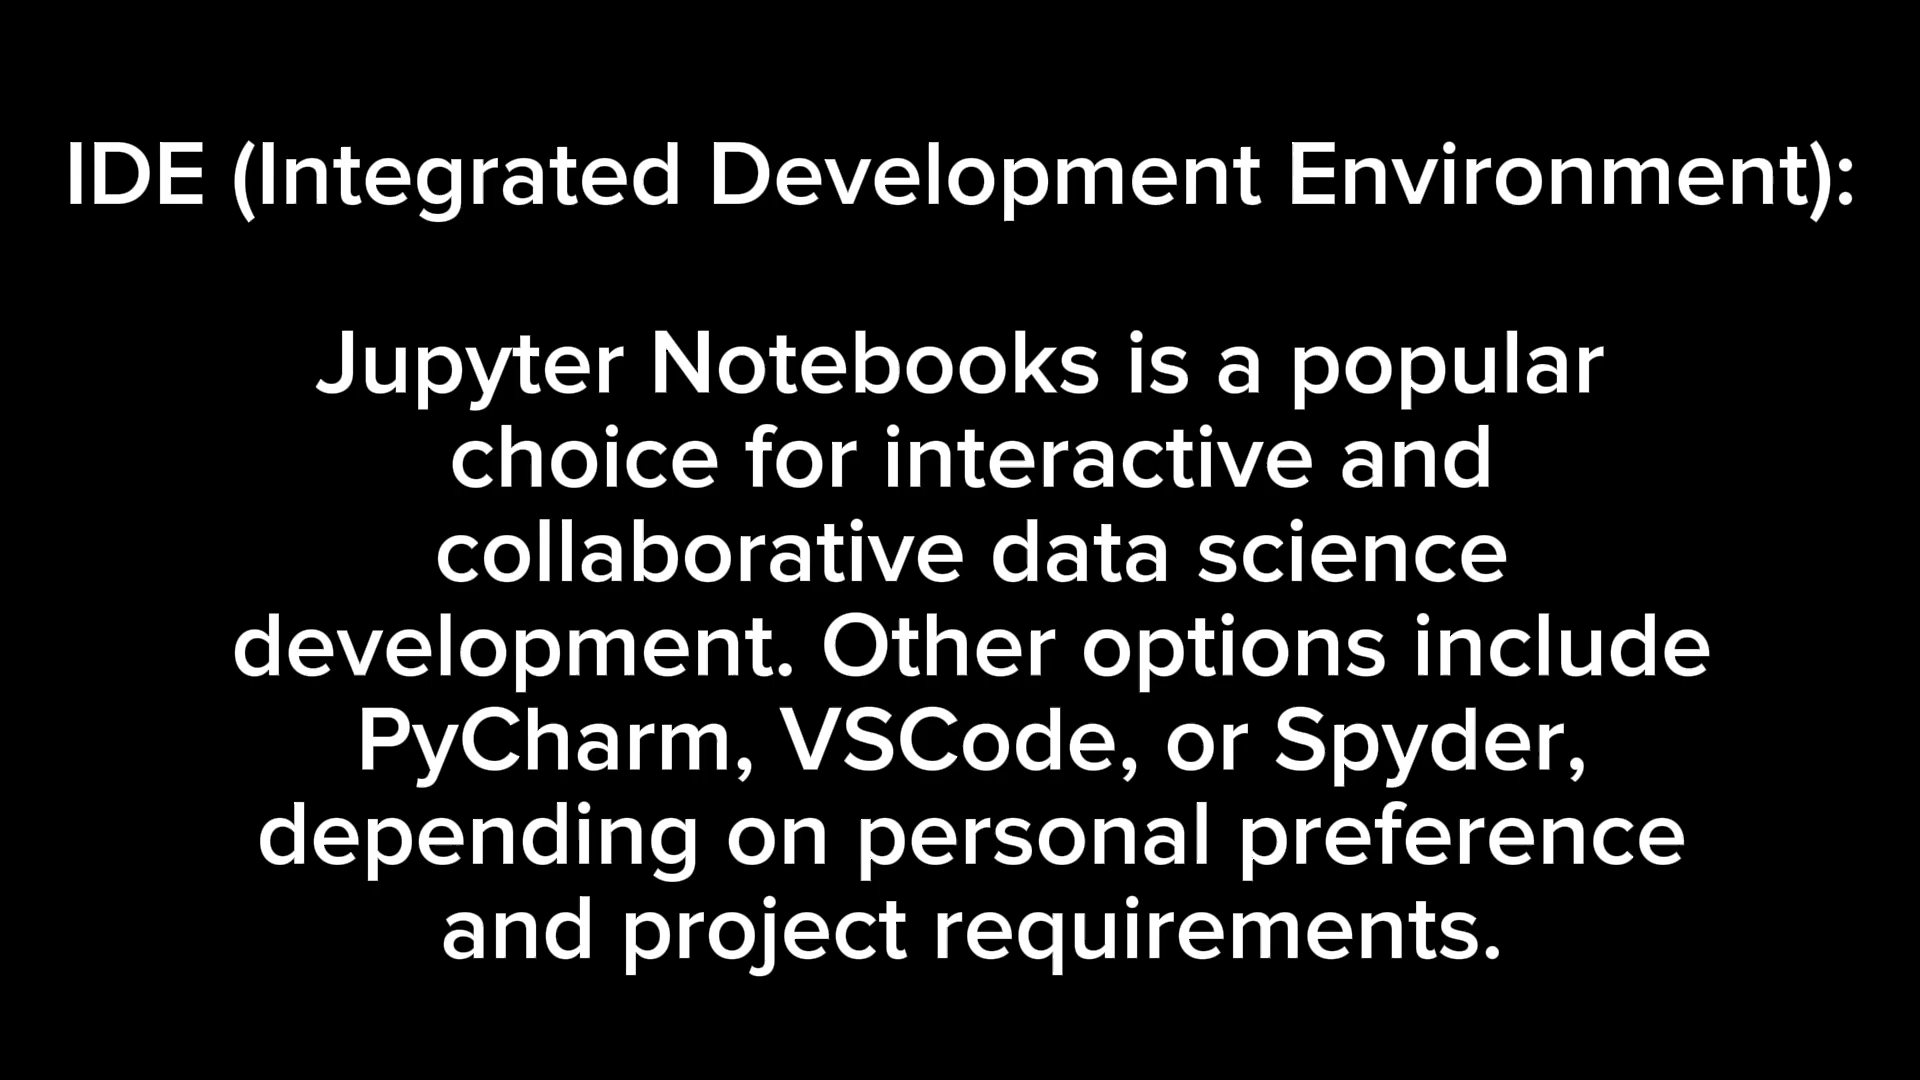 IDE (Integrated Development Environment):
Jupyter Notebooks is a popular
choice for interactive and
collaborative data science
development. Other options include
PyCharm, VSCode, or Spyder,
depending on personal preference
and project requirements.